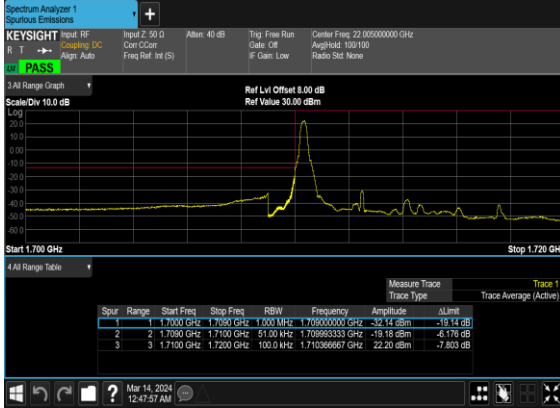 Spectrum Analyzer 1
Spurious Emissions
+
KEYSIGHT Input: RF Input Z: 50 Ω Atten: 40 dB Trig: Free Run Center Freq: 22.005000000 GHz
R T Coupling: DC Corr CCorr Gate: Off Avg|Hold: 100/100
Align: Auto Freq Ref: Int (S) IF Gain: Low Radio Std: None
PASS
3 All Range Graph
Ref Lvl Offset 8.00 dB
Scale/Div 10.0 dB Ref Value 30.00 dBm
Log
20.0
10.0
0.00
-10.0
-20.0
-30.0
-40.0
-50.0
-60.0
Start 1.700 GHz Stop 1.720 GH
4 All Range Table
Measure Trace Trace 1
Trace Type Trace Average (Active)
Spur Range Start Freq Stop Freq RBW Frequency Amplitude ΔLimit
1 1 1.7000 GHz 1.7090 GHz 1.000 MHz 1.709000000 GHz -32.14 dBm -19.14 dB
2 2 1.7090 GHz 1.7100 GHz 51.00 kHz 1.709993333 GHz -19.18 dBm -6.176 dB
3 3 1.7100 GHz 1.7200 GHz 100.0 kHz 1.710366667 GHz 22.20 dBm -7.803 dB
? Mar 14, 2024
12:47:57 AM